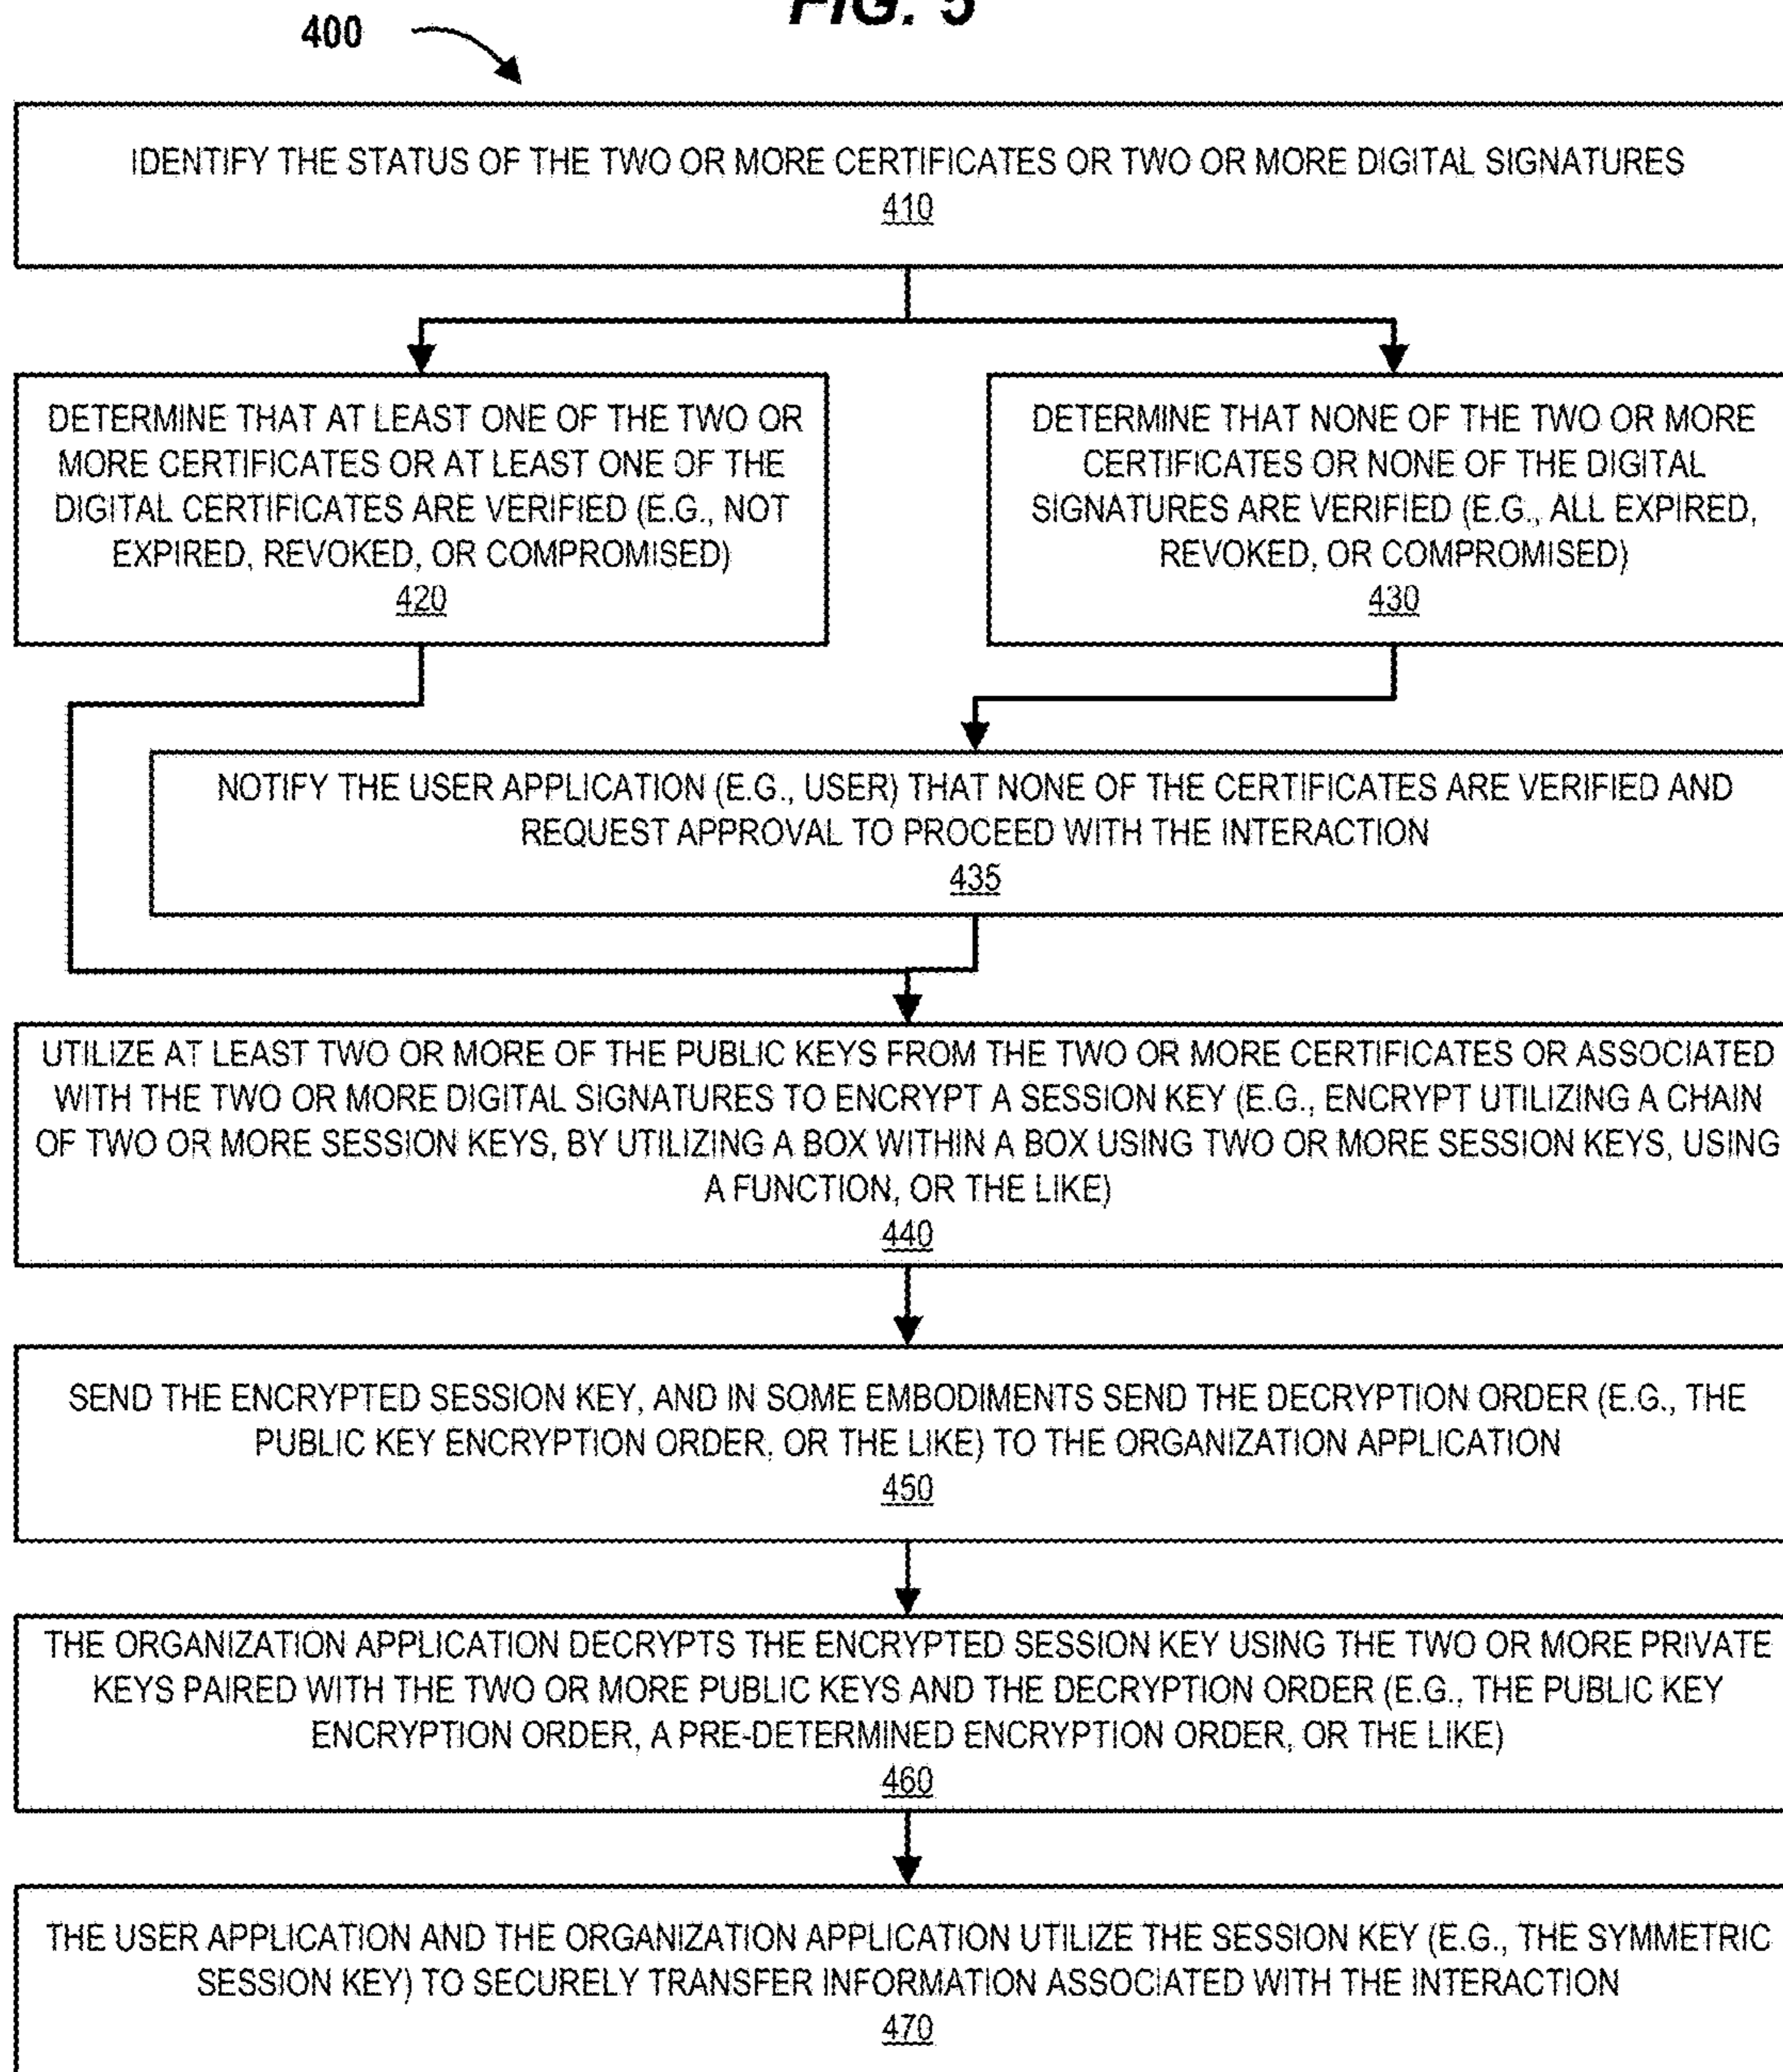 FIG. 5
400
IDENTIFY THE STATUS OF THE TWO OR MORE CERTIFICATES OR TWO OR MORE DIGITAL SIGNATURES
410
DETERMINE THAT AT LEAST ONE OF THE TWO OR
MORE CERTIFICATES OR AT LEAST ONE OF THE
DIGITAL CERTIFICATES ARE VERIFIED (E.G., NOT
EXPIRED, REVOKED, OR COMPROMISED)
420
DETERMINE THAT NONE OF THE TWO OR MORE
CERTIFICATES OR NONE OF THE DIGITAL
SIGNATURES ARE VERIFIED (E.G., ALL EXPIRED,
REVOKED, OR COMPROMISED)
430
NOTIFY THE USER APPLICATION (E.G., USER) THAT NONE OF THE CERTIFICATES ARE VERIFIED AND
REQUEST APPROVAL TO PROCEED WITH THE INTERACTION
435
UTILIZE AT LEAST TWO OR MORE OF THE PUBLIC KEYS FROM THE TWO OR MORE CERTIFICATES OR ASSOCIATED
WITH THE TWO OR MORE DIGITAL SIGNATURES TO ENCRYPT A SESSION KEY (E.G., ENCRYPT UTILIZING A CHAIN
OF TWO OR MORE SESSION KEYS, BY UTILIZING A BOX WITHIN A BOX USING TWO OR MORE SESSION KEYS, USING
A FUNCTION, OR THE LIKE)
440
SEND THE ENCRYPTED SESSION KEY, AND IN SOME EMBODIMENTS SEND THE DECRYPTION ORDER (E.G., THE
PUBLIC KEY ENCRYPTION ORDER, OR THE LIKE) TO THE ORGANIZATION APPLICATION
450
THE ORGANIZATION APPLICATION DECRYPTS THE ENCRYPTED SESSION KEY USING THE TWO OR MORE PRIVATE
KEYS PAIRED WITH THE TWO OR MORE PUBLIC KEYS AND THE DECRYPTION ORDER (E.G., THE PUBLIC KEY
ENCRYPTION ORDER, A PRE-DETERMINED ENCRYPTION ORDER, OR THE LIKE)
460
THE USER APPLICATION AND THE ORGANIZATION APPLICATION UTILIZE THE SESSION KEY (E.G., THE SYMMETRIC
SESSION KEY) TO SECURELY TRANSFER INFORMATION ASSOCIATED WITH THE INTERACTION
470